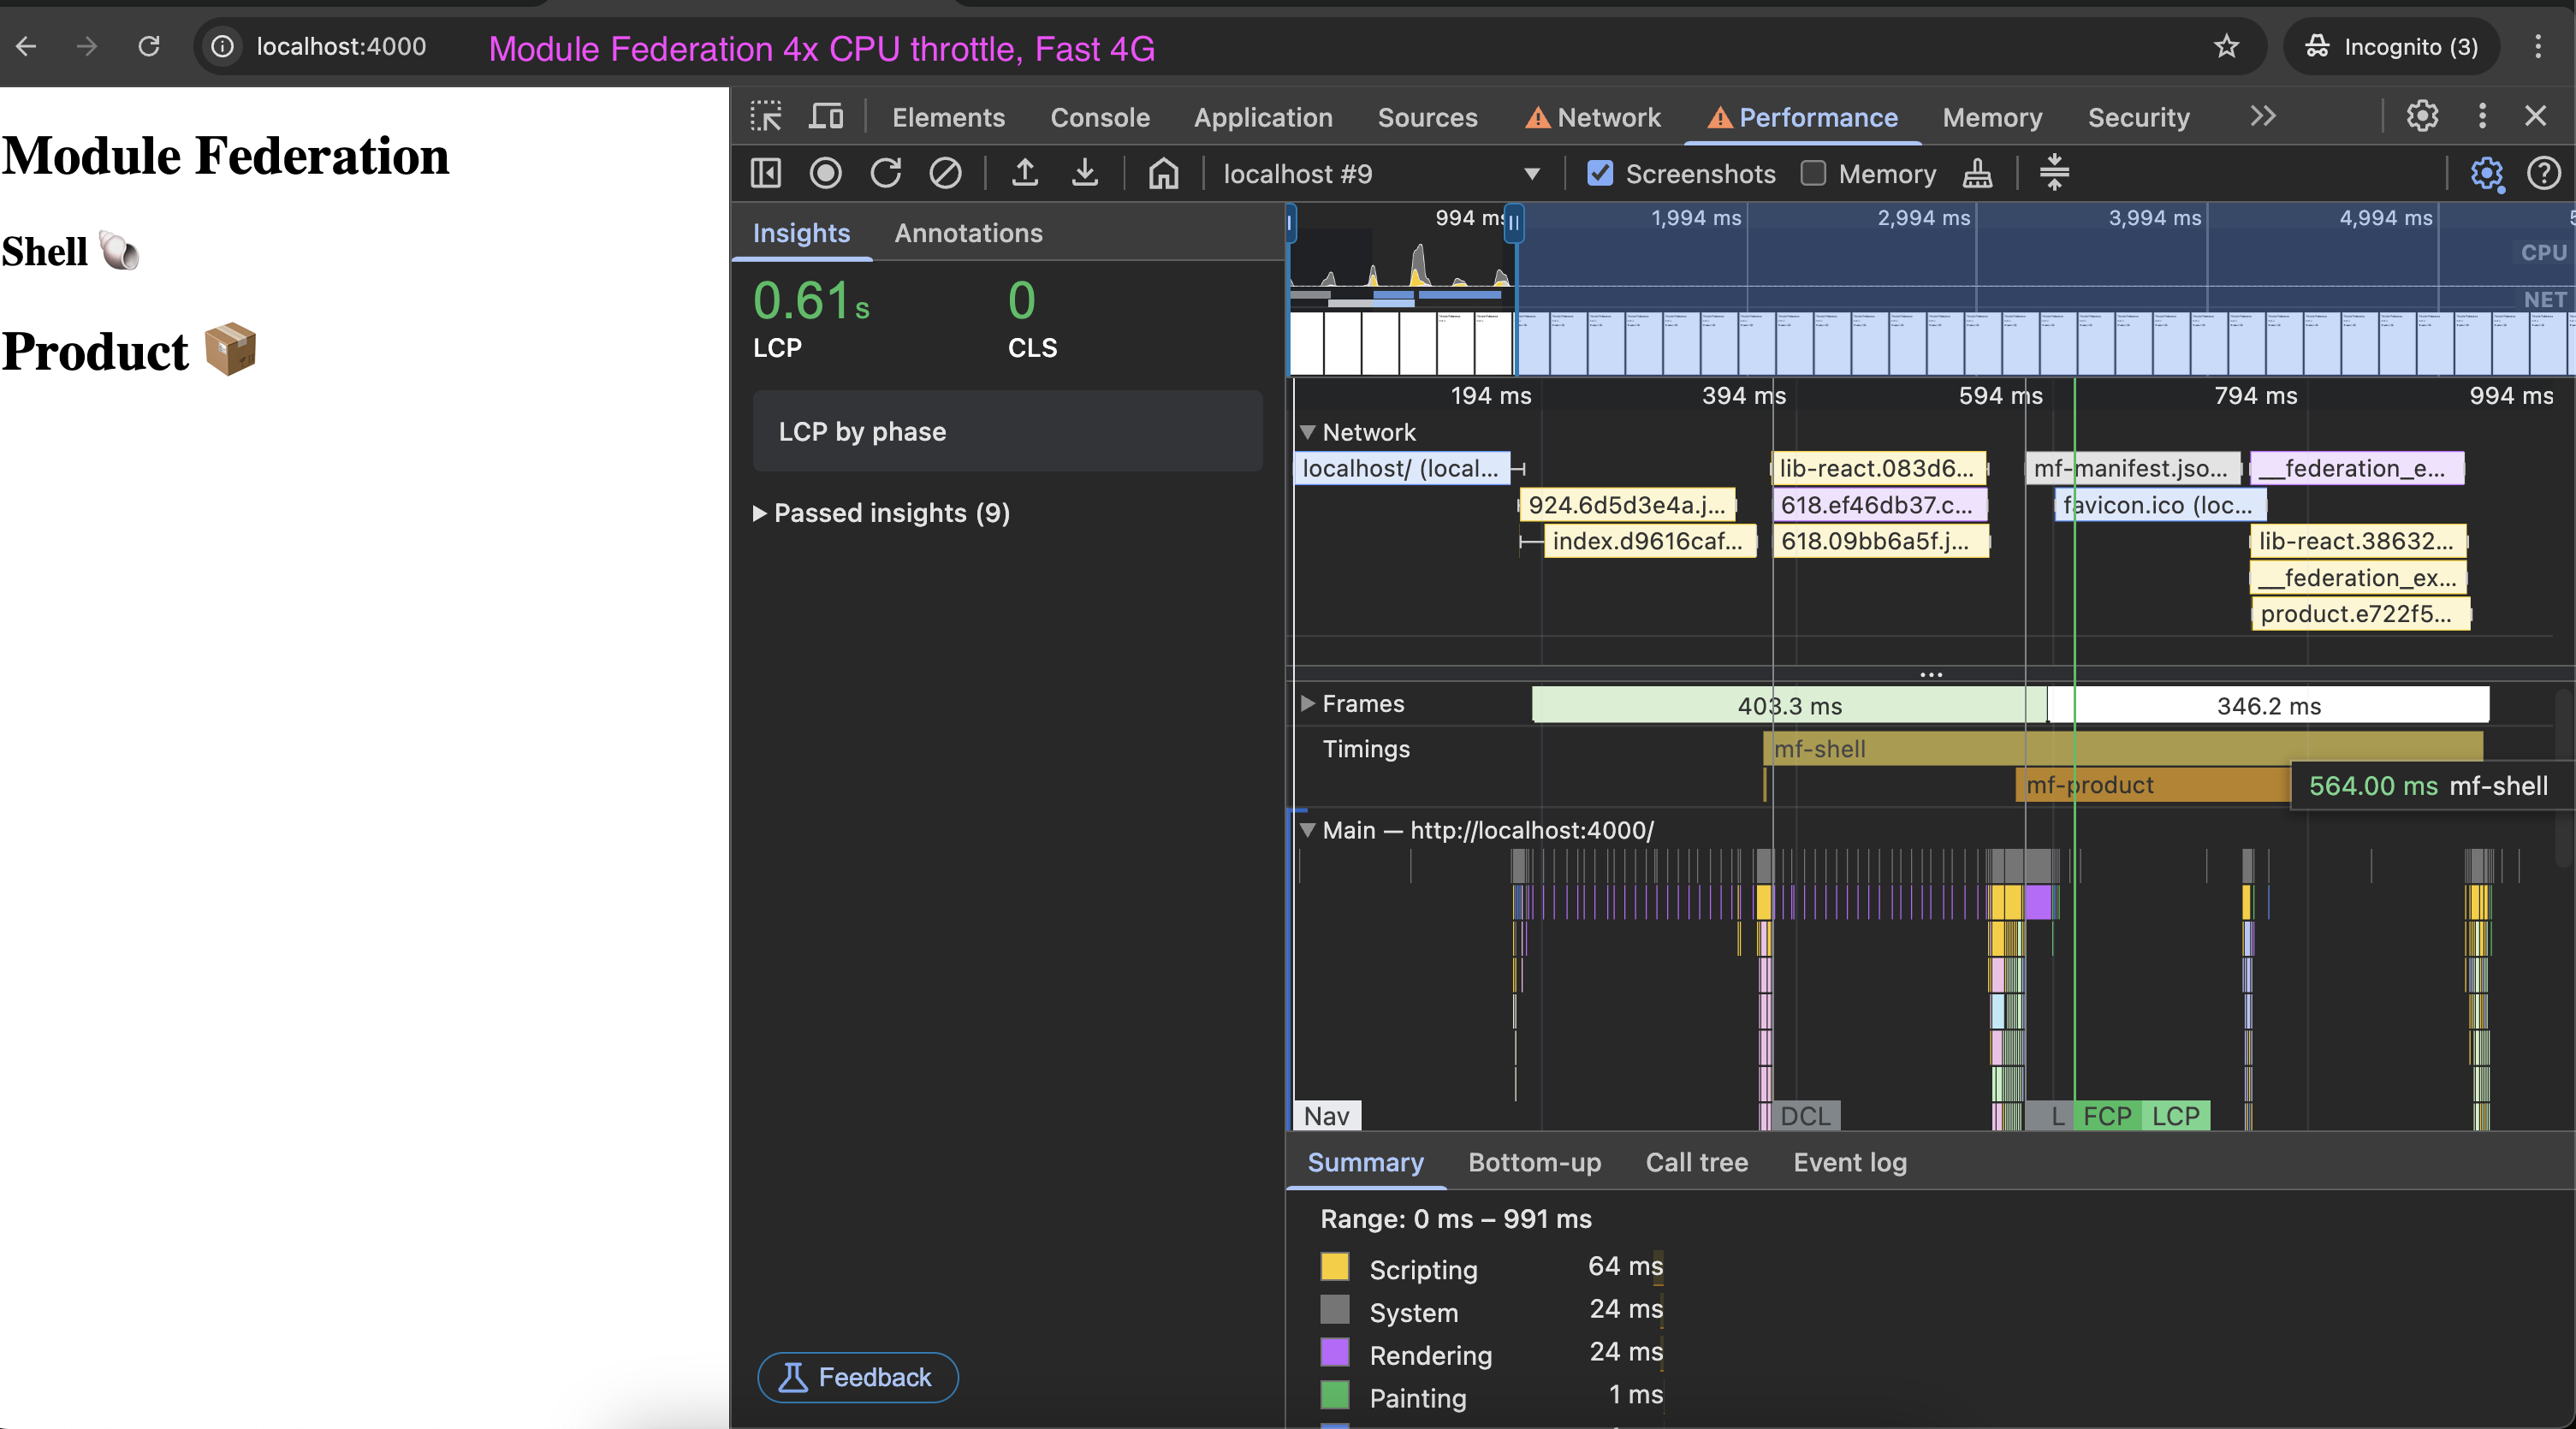 localhost:4000
Module Federation 4x CPU throttle, Fast 4G
Incognito (3)
Module Federation
Shell 🐚
Product 📦
Elements
Console
Application
Sources
Network
Performance
Memory
Security
localhost #9
Screenshots
Memory
Insights
Annotations
0.61 s
LCP
0
CLS
LCP by phase
Passed insights (9)
Feedback
994 ms
1,994 ms
2,994 ms
3,994 ms
4,994 ms
CPU
NET
194 ms
394 ms
594 ms
794 ms
994 ms
Network
localhost/ (local...
lib-react.083d6...
mf-manifest.jso...
__federation_e...
924.6d5d3e4a.j...
618.ef46db37.c...
favicon.ico (loc...
index.d9616caf...
618.09bb6a5f.j...
lib-react.38632...
__federation_ex...
product.e722f5...
Frames
403.3 ms
346.2 ms
Timings
mf-shell
mf-product
564.00 ms mf-shell
Main — http://localhost:4000/
Nav
DCL
L
FCP
LCP
Summary
Bottom-up
Call tree
Event log
Range: 0 ms – 991 ms
Scripting 64 ms
System 24 ms
Rendering 24 ms
Painting 1 ms